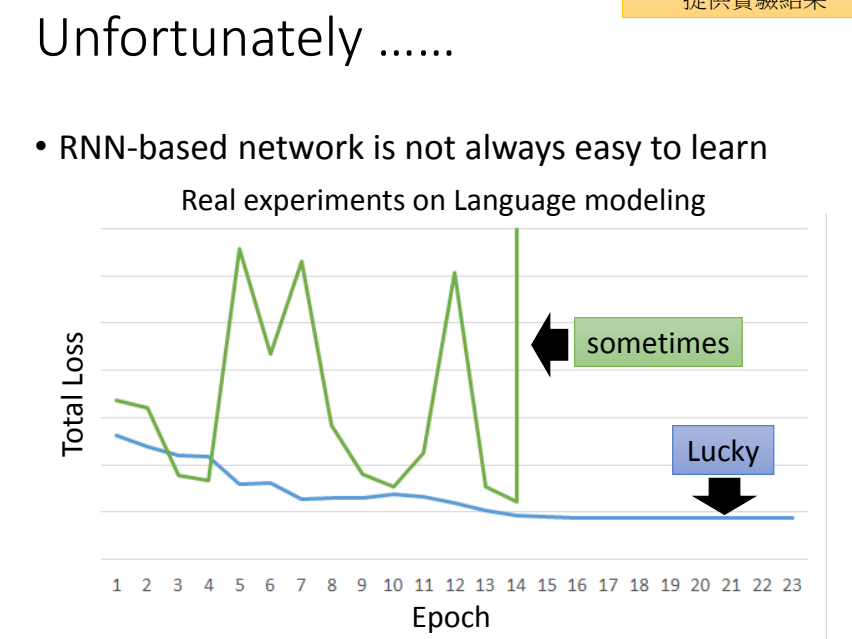 提供實驗結果
Unfortunately ……
• RNN-based network is not always easy to learn
Real experiments on Language modeling
Total Loss
sometimes
Lucky
1 2 3 4 5 6 7 8 9 10 11 12 13 14 15 16 17 18 19 20 21 22 23
Epoch